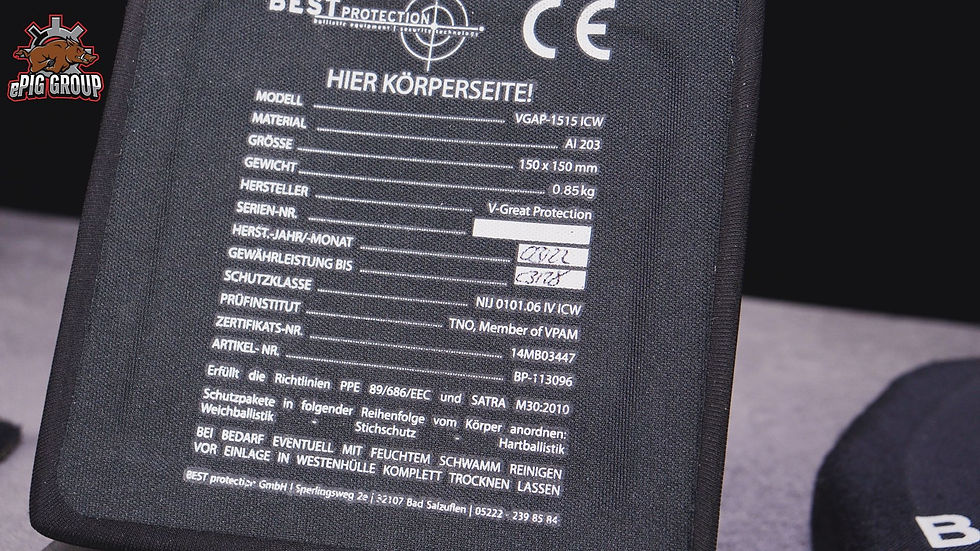 ePIG GROUP
BEST PROTECTION
ballistic equipment | security technology
CE
HIER KÖRPERSEITE!
MODELL VGAP-1515 ICW
MATERIAL Al 203
GRÖSSE 150 x 150 mm
GEWICHT 0.85 kg
HERSTELLER V-Great Protection
SERIEN-NR.
HERST.-JAHR/-MONAT 03/22
GEWÄHRLEISTUNG BIS
SCHUTZKLASSE NIJ 0101.06 IV ICW
PRÜFINSTITUT TNO, Member of VPAM
ZERTIFIKATS-NR. 14MB03447
ARTIKEL- NR. BP-113096
Erfüllt die Richtlinien PPE 89/686/EEC und SATRA M30:2010
Schutzpakete in folgender Reihenfolge vom Körper anordnen:
Weichballistik - Stichschutz - Hartballistik
BEI BEDARF EVENTUELL MIT FEUCHTEM SCHWAMM REINIGEN
VOR EINLAGE IN WESTENHÜLLE KOMPLETT TROCKNEN LASSEN
BEST protection GmbH | Sperlingsweg 2e | 32107 Bad Salzuflen | 05222 - 239 85 84
B